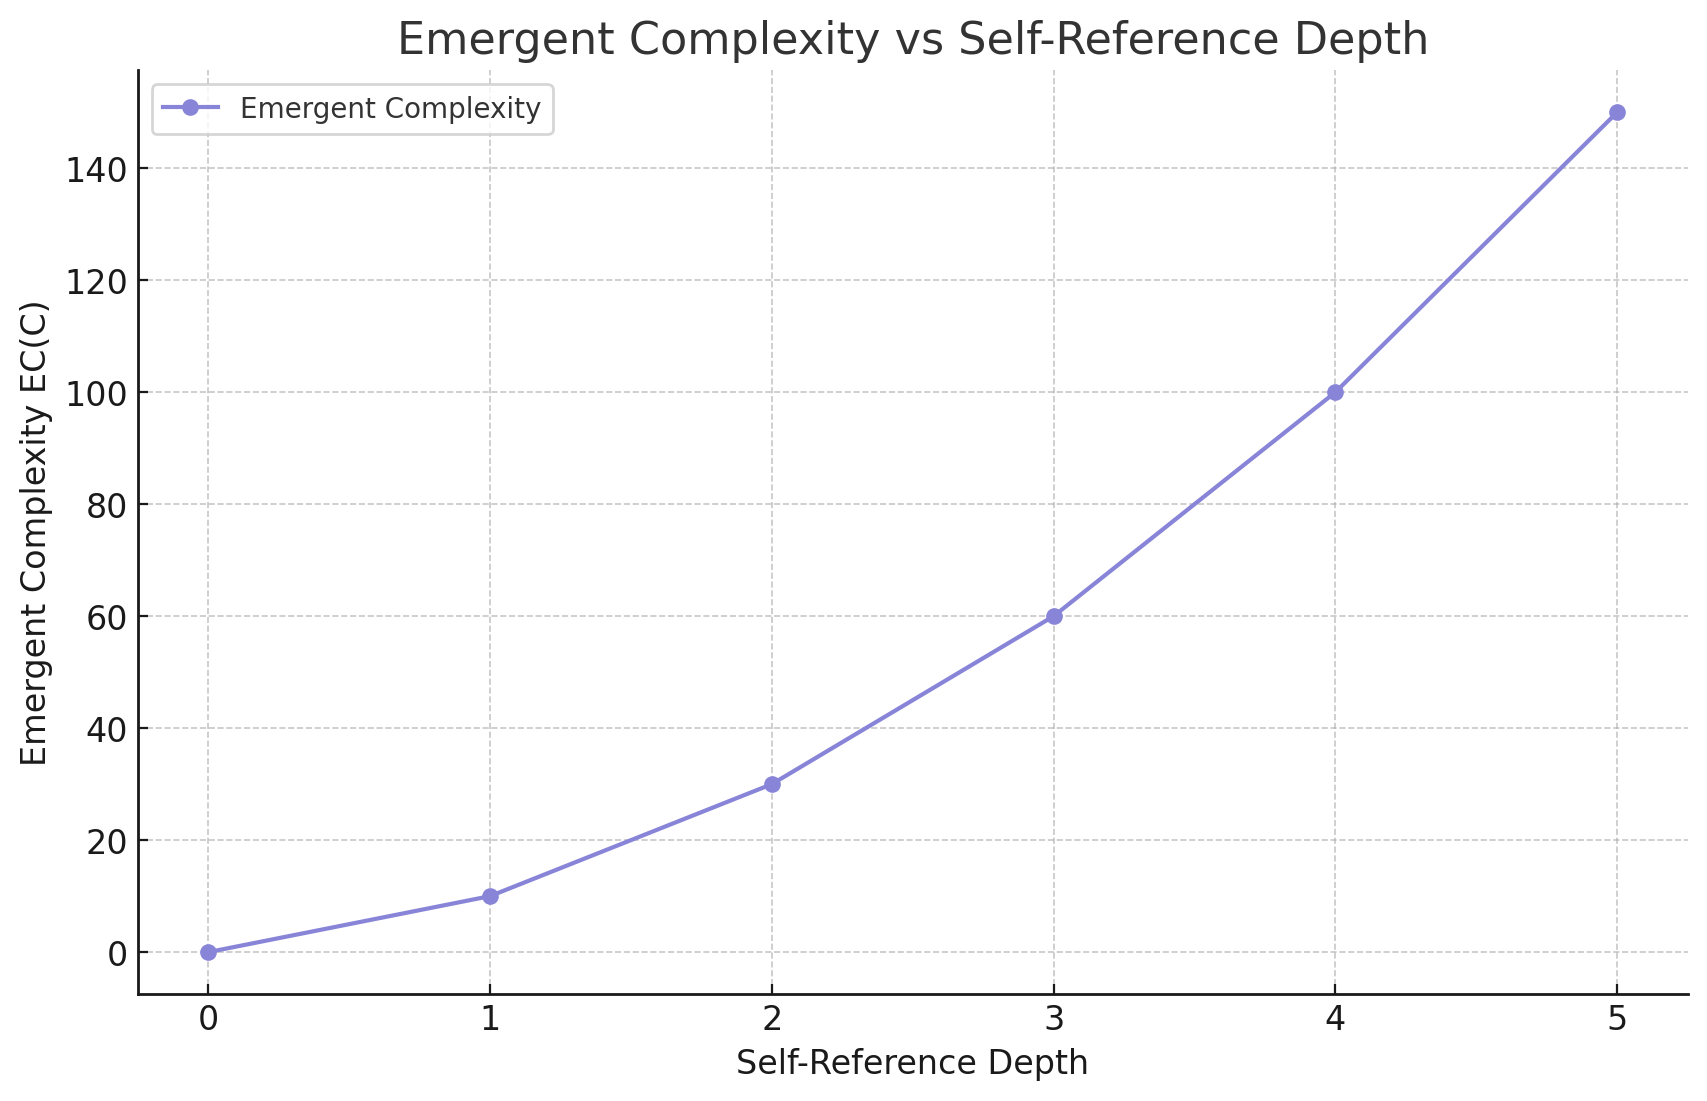 Emergent Complexity vs Self-Reference Depth
Emergent Complexity
Emergent Complexity EC(C)
140
120
100
80
60
40
20
0
0 1 2 3 4 5
Self-Reference Depth